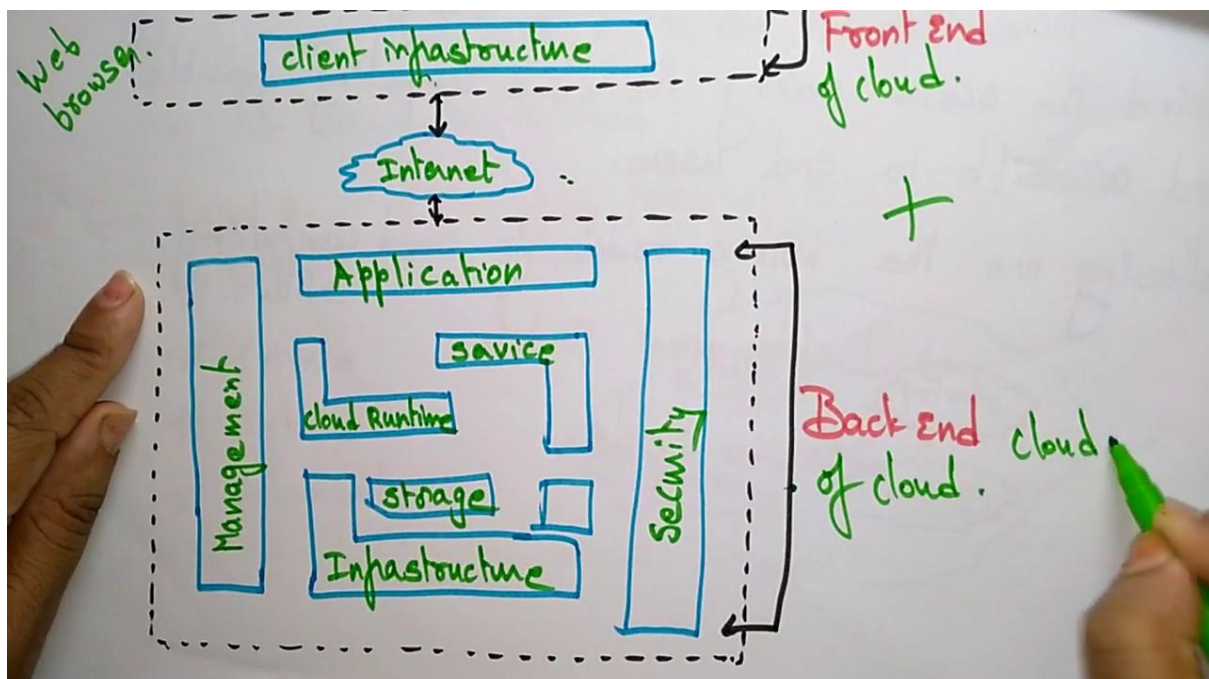 Web
browser.
client infrastructure
Front End
of cloud.
Internet
+
Application
Management
savice
Cloud Runtime
Security
storage
Infrastructure
Back End
of cloud.
cloud